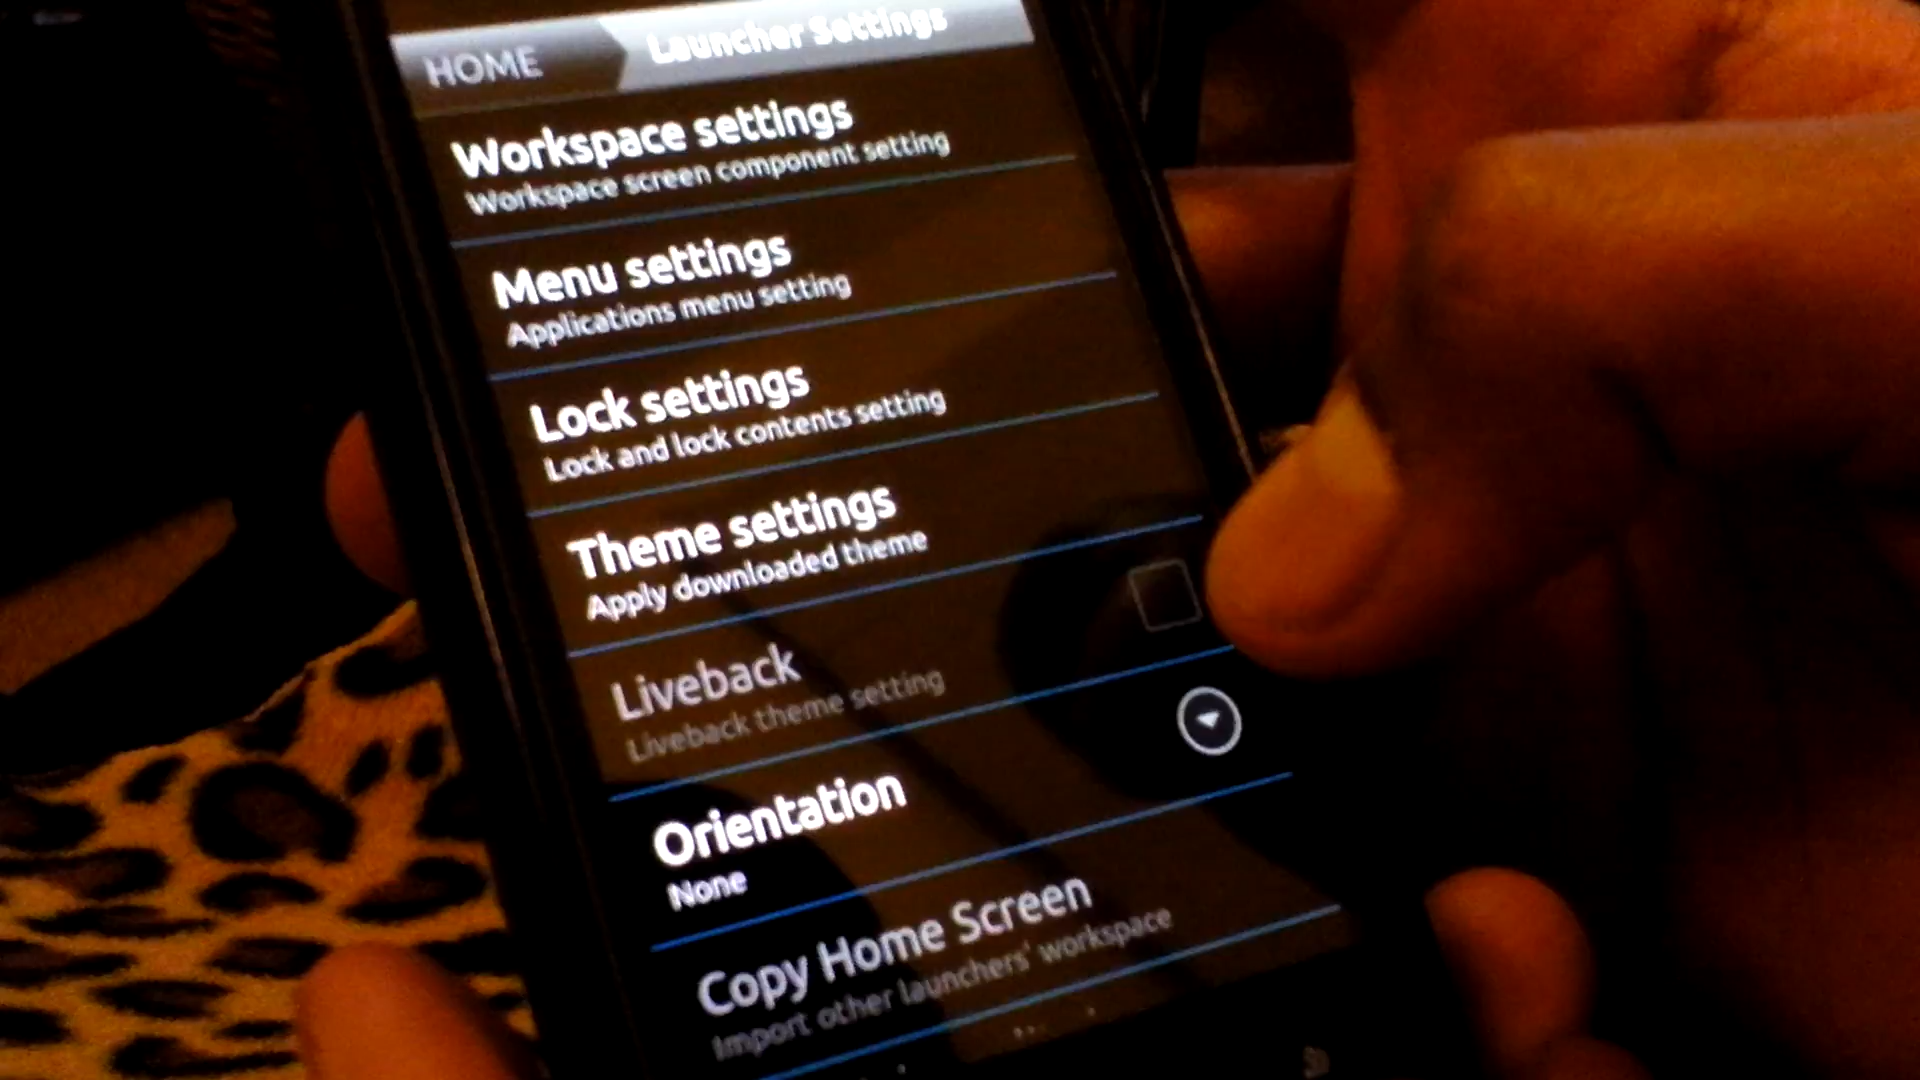 HOME Launcher Settings
Workspace settings
Workspace screen component setting
Menu settings
Applications menu setting
Lock settings
Lock and lock contents setting
Theme settings
Apply downloaded theme
Liveback
Liveback theme setting
Orientation
None
Copy Home Screen
Import other launchers' workspace